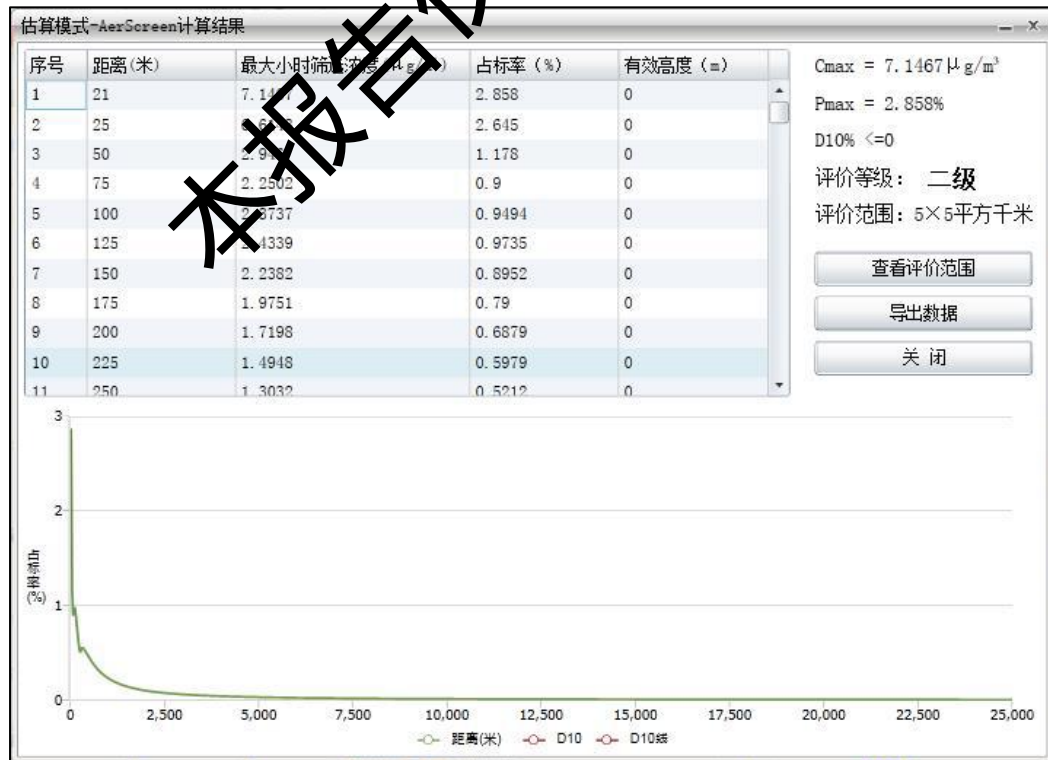 估算模式-AerScreen计算结果
序号 距离(米) 最大小时筛 占标率(%) 有效高度(m)
1 21 2.858 0
2 25 2.645 0
3 50 1.178 0
4 75 2.2502 0.9 0
5 100 0.9494 0
6 125 0.9735 0
7 150 2.2382 0.8952 0
8 175 1.9751 0.79 0
9 200 1.7198 0.6879 0
10 225 1.4948 0.5979 0
11 250 1.3032 0.5212 0
Cmax = 7.1467μg/m³
Pmax = 2.858%
D10% <=0
评价等级: 二级
评价范围: 5×5平方千米
查看评价范围
导出数据
关 闭
本报告
3
2
1
0
占标率
(%)
0 2,500 5,000 7,500 10,000 12,500 15,000 17,500 20,000 22,500 25,000
距离(米) D10 D10线